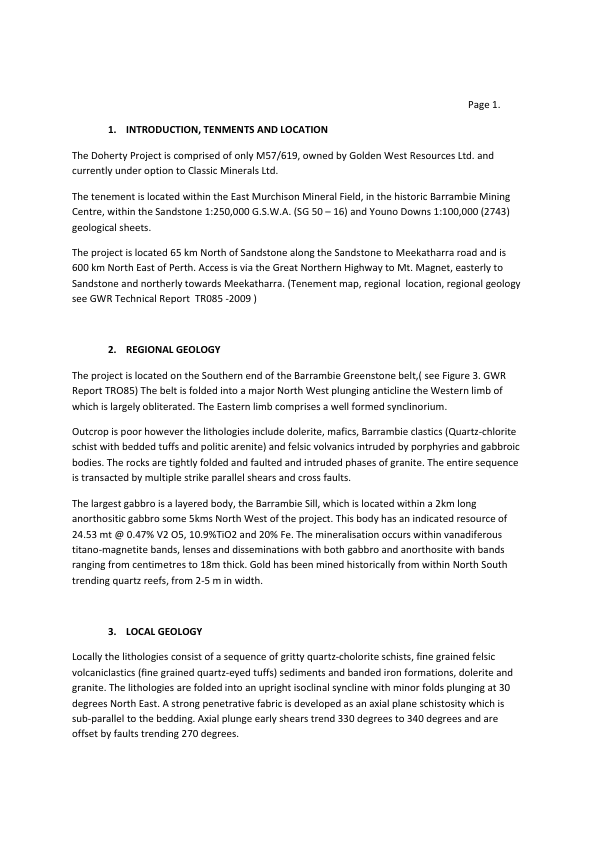 Page 1.
1. INTRODUCTION, TENMENTS AND LOCATION
The Doherty Project is comprised of only M57/619, owned by Golden West Resources Ltd. and
currently under option to Classic Minerals Ltd.
The tenement is located within the East Murchison Mineral Field, in the historic Barrambie Mining
Centre, within the Sandstone 1:250,000 G.S.W.A. (SG 50 – 16) and Youno Downs 1:100,000 (2743)
geological sheets.
The project is located 65 km North of Sandstone along the Sandstone to Meekatharra road and is
600 km North East of Perth. Access is via the Great Northern Highway to Mt. Magnet, easterly to
Sandstone and northerly towards Meekatharra. (Tenement map, regional  location, regional geology
see GWR Technical Report  TR085 -2009 )
2. REGIONAL GEOLOGY
The project is located on the Southern end of the Barrambie Greenstone belt,( see Figure 3. GWR
Report TRO85) The belt is folded into a major North West plunging anticline the Western limb of
which is largely obliterated. The Eastern limb comprises a well formed synclinorium.
Outcrop is poor however the lithologies include dolerite, mafics, Barrambie clastics (Quartz-chlorite
schist with bedded tuffs and politic arenite) and felsic volcanics intruded by porphyries and gabbroic
bodies. The rocks are tightly folded and faulted and intruded phases of granite. The entire sequence
is transacted by multiple strike parallel shears and cross faults.
The largest gabbro is a layered body, the Barrambie Sill, which is located within a 2km long
anorthositic gabbro some 5kms North West of the project. This body has an indicated resource of
24.53 mt @ 0.47% V2 O5, 10.9%TiO2 and 20% Fe. The mineralisation occurs within vanadiferous
titano-magnetite bands, lenses and disseminations with both gabbro and anorthosite with bands
ranging from centimetres to 18m thick. Gold has been mined historically from within North South
trending quartz reefs, from 2-5 m in width.
3. LOCAL GEOLOGY
Locally the lithologies consist of a sequence of gritty quartz-cholorite schists, fine grained felsic
volcaniclastics (fine grained quartz-eyed tuffs) sediments and banded iron formations, dolerite and
granite. The lithologies are folded into an upright isoclinal syncline with minor folds plunging at 30
degrees North East. A strong penetrative fabric is developed as an axial plane schistosity which is
sub-parallel to the bedding. Axial plunge early shears trend 330 degrees to 340 degrees and are
offset by faults trending 270 degrees.